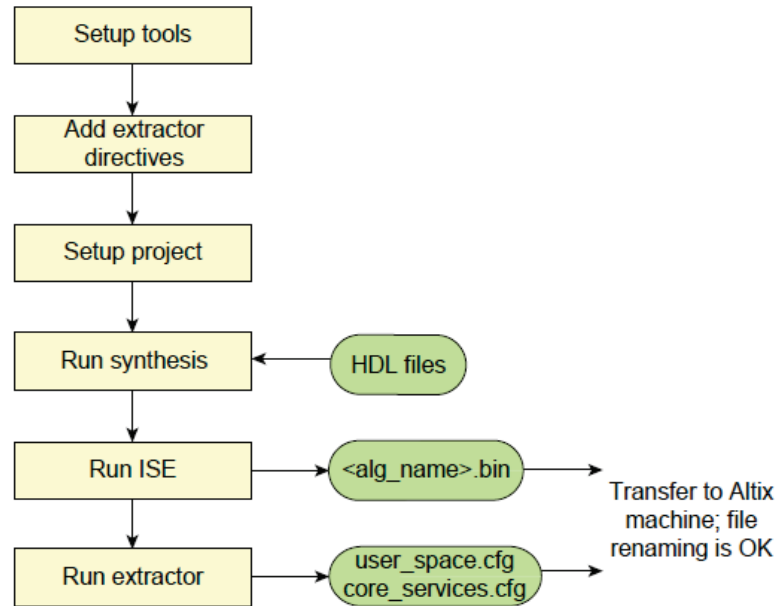 Setup tools
Add extractor
directives
Setup project
Run synthesis
HDL files
Run ISE
<alg_name>.bin
Transfer to Altix
machine; file
renaming is OK
Run extractor
user_space.cfg
core_services.cfg